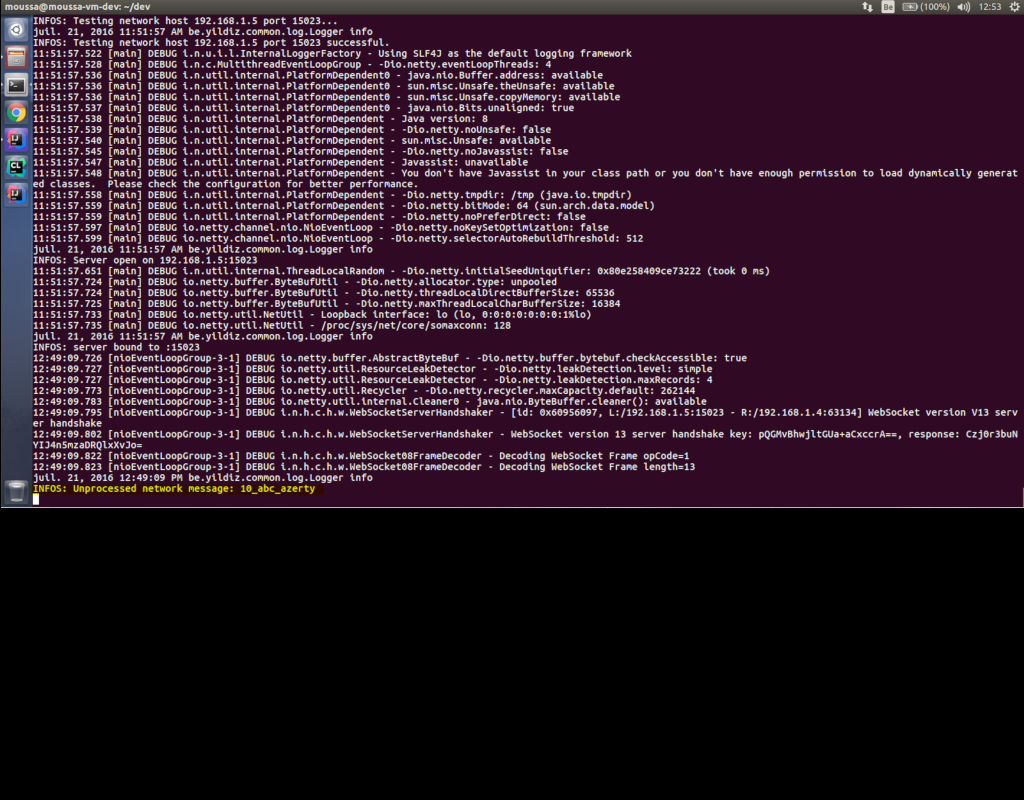 moussa@moussa-vm-dev: ~/dev
Be (100%) 12:53
INFOS: Testing network host 192.168.1.5 port 15023...
juil. 21, 2016 11:51:57 AM be.yildiz.common.log.Logger info
INFOS: Testing network host 192.168.1.5 port 15023 successful.
11:51:57.522 [main] DEBUG i.n.u.i.l.InternalLoggerFactory - Using SLF4J as the default logging framework
11:51:57.528 [main] DEBUG i.n.c.MultithreadEventLoopGroup - -Dio.netty.eventLoopThreads: 4
11:51:57.536 [main] DEBUG i.n.util.internal.PlatformDependent0 - java.nio.Buffer.address: available
11:51:57.536 [main] DEBUG i.n.util.internal.PlatformDependent0 - sun.misc.Unsafe.theUnsafe: available
11:51:57.536 [main] DEBUG i.n.util.internal.PlatformDependent0 - sun.misc.Unsafe.copyMemory: available
11:51:57.537 [main] DEBUG i.n.util.internal.PlatformDependent0 - java.nio.Bits.unaligned: true
11:51:57.538 [main] DEBUG i.n.util.internal.PlatformDependent - Java version: 8
11:51:57.539 [main] DEBUG i.n.util.internal.PlatformDependent - -Dio.netty.noUnsafe: false
11:51:57.540 [main] DEBUG i.n.util.internal.PlatformDependent - sun.misc.Unsafe: available
11:51:57.545 [main] DEBUG i.n.util.internal.PlatformDependent - -Dio.netty.noJavassist: false
11:51:57.547 [main] DEBUG i.n.util.internal.PlatformDependent - Javassist: unavailable
11:51:57.548 [main] DEBUG i.n.util.internal.PlatformDependent - You don't have Javassist in your class path or you don't have enough permission to load dynamically generat
ed classes.  Please check the configuration for better performance.
11:51:57.558 [main] DEBUG i.n.util.internal.PlatformDependent - -Dio.netty.tmpdir: /tmp (java.io.tmpdir)
11:51:57.559 [main] DEBUG i.n.util.internal.PlatformDependent - -Dio.netty.bitMode: 64 (sun.arch.data.model)
11:51:57.559 [main] DEBUG i.n.util.internal.PlatformDependent - -Dio.netty.noPreferDirect: false
11:51:57.597 [main] DEBUG io.netty.channel.nio.NioEventLoop - -Dio.netty.noKeySetOptimization: false
11:51:57.599 [main] DEBUG io.netty.channel.nio.NioEventLoop - -Dio.netty.selectorAutoRebuildThreshold: 512
juil. 21, 2016 11:51:57 AM be.yildiz.common.log.Logger info
INFOS: Server open on 192.168.1.5:15023
11:51:57.651 [main] DEBUG i.n.util.internal.ThreadLocalRandom - -Dio.netty.initialSeedUniquifier: 0x80e258409ce73222 (took 0 ms)
11:51:57.724 [main] DEBUG io.netty.buffer.ByteBufUtil - -Dio.netty.allocator.type: unpooled
11:51:57.724 [main] DEBUG io.netty.buffer.ByteBufUtil - -Dio.netty.threadLocalDirectBufferSize: 65536
11:51:57.725 [main] DEBUG io.netty.buffer.ByteBufUtil - -Dio.netty.maxThreadLocalCharBufferSize: 16384
11:51:57.733 [main] DEBUG io.netty.util.NetUtil - Loopback interface: lo (lo, 0:0:0:0:0:0:0:1%lo)
11:51:57.735 [main] DEBUG io.netty.util.NetUtil - /proc/sys/net/core/somaxconn: 128
juil. 21, 2016 11:51:57 AM be.yildiz.common.log.Logger info
INFOS: server bound to :15023
12:49:09.726 [nioEventLoopGroup-3-1] DEBUG io.netty.buffer.AbstractByteBuf - -Dio.netty.buffer.bytebuf.checkAccessible: true
12:49:09.727 [nioEventLoopGroup-3-1] DEBUG io.netty.util.ResourceLeakDetector - -Dio.netty.leakDetection.level: simple
12:49:09.727 [nioEventLoopGroup-3-1] DEBUG io.netty.util.ResourceLeakDetector - -Dio.netty.leakDetection.maxRecords: 4
12:49:09.773 [nioEventLoopGroup-3-1] DEBUG io.netty.util.Recycler - -Dio.netty.recycler.maxCapacity.default: 262144
12:49:09.783 [nioEventLoopGroup-3-1] DEBUG io.netty.util.internal.Cleaner0 - java.nio.ByteBuffer.cleaner(): available
12:49:09.795 [nioEventLoopGroup-3-1] DEBUG i.n.h.c.h.w.WebSocketServerHandshaker - [id: 0x60956097, L:/192.168.1.5:15023 - R:/192.168.1.4:63134] WebSocket version V13 serv
er handshake
12:49:09.802 [nioEventLoopGroup-3-1] DEBUG i.n.h.c.h.w.WebSocketServerHandshaker - WebSocket version 13 server handshake key: pQGMvBhwjltGUa+aCxccrA==, response: Czj0r3buN
YIJ4n5mzaDRQlxXvJo=
12:49:09.822 [nioEventLoopGroup-3-1] DEBUG i.n.h.c.h.w.WebSocket08FrameDecoder - Decoding WebSocket Frame opCode=1
12:49:09.823 [nioEventLoopGroup-3-1] DEBUG i.n.h.c.h.w.WebSocket08FrameDecoder - Decoding WebSocket Frame length=13
juil. 21, 2016 12:49:09 PM be.yildiz.common.log.Logger info
INFOS: Unprocessed network message: 10_abc_azerty